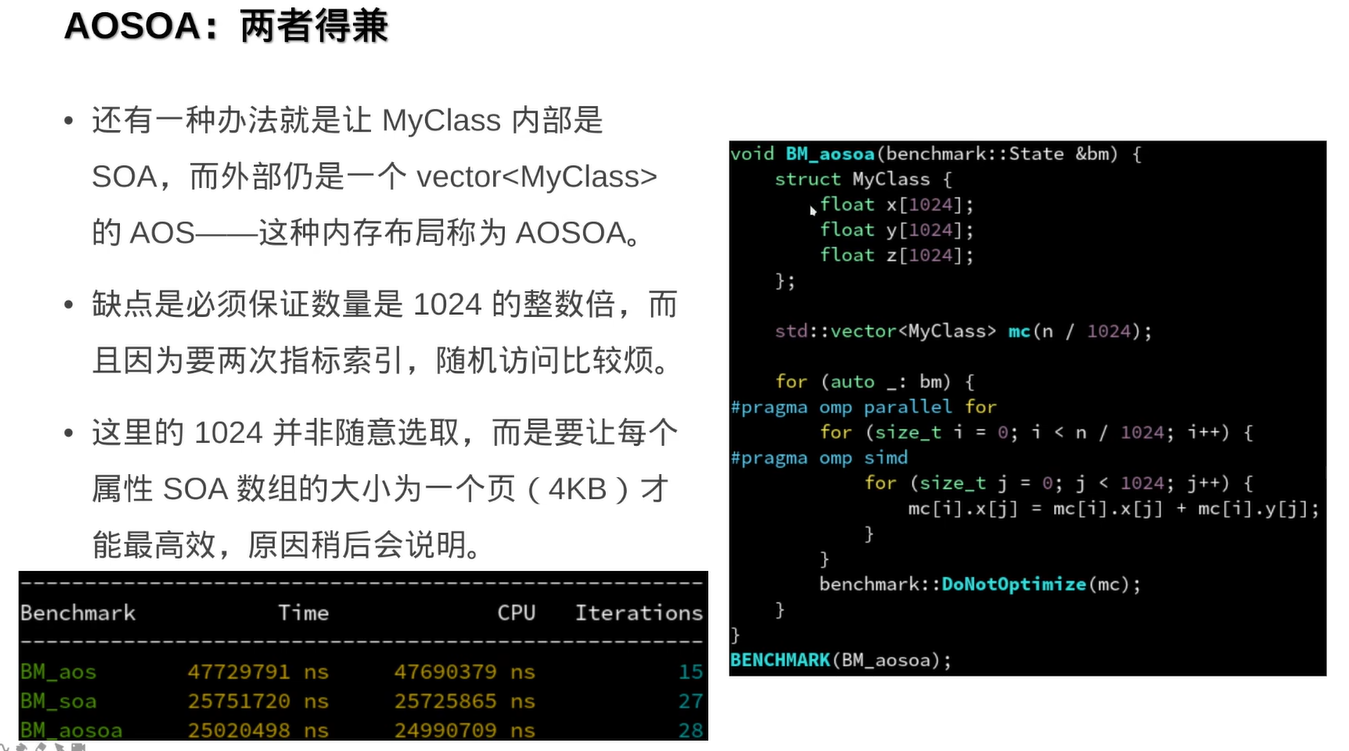 AOSOA：两者得兼
• 还有一种办法就是让 MyClass 内部是
SOA，而外部仍是一个 vector<MyClass>
的 AOS——这种内存布局称为 AOSOA。
• 缺点是必须保证数量是 1024 的整数倍，而
且因为要两次指标索引，随机访问比较烦。
• 这里的 1024 并非随意选取，而是要让每个
属性 SOA 数组的大小为一个页（4KB）才
能最高效，原因稍后会说明。
-----------------------------------------------------
Benchmark Time CPU Iterations
-----------------------------------------------------
BM_aos 47729791 ns 47690379 ns 15
BM_soa 25751720 ns 25725865 ns 27
BM_aosoa 25020498 ns 24990709 ns 28
void BM_aosoa(benchmark::State &bm) {
    struct MyClass {
        float x[1024];
        float y[1024];
        float z[1024];
    };
    std::vector<MyClass> mc(n / 1024);
    for (auto _: bm) {
#pragma omp parallel for
        for (size_t i = 0; i < n / 1024; i++) {
#pragma omp simd
            for (size_t j = 0; j < 1024; j++) {
                mc[i].x[j] = mc[i].x[j] + mc[i].y[j];
            }
        }
        benchmark::DoNotOptimize(mc);
    }
}
BENCHMARK(BM_aosoa);